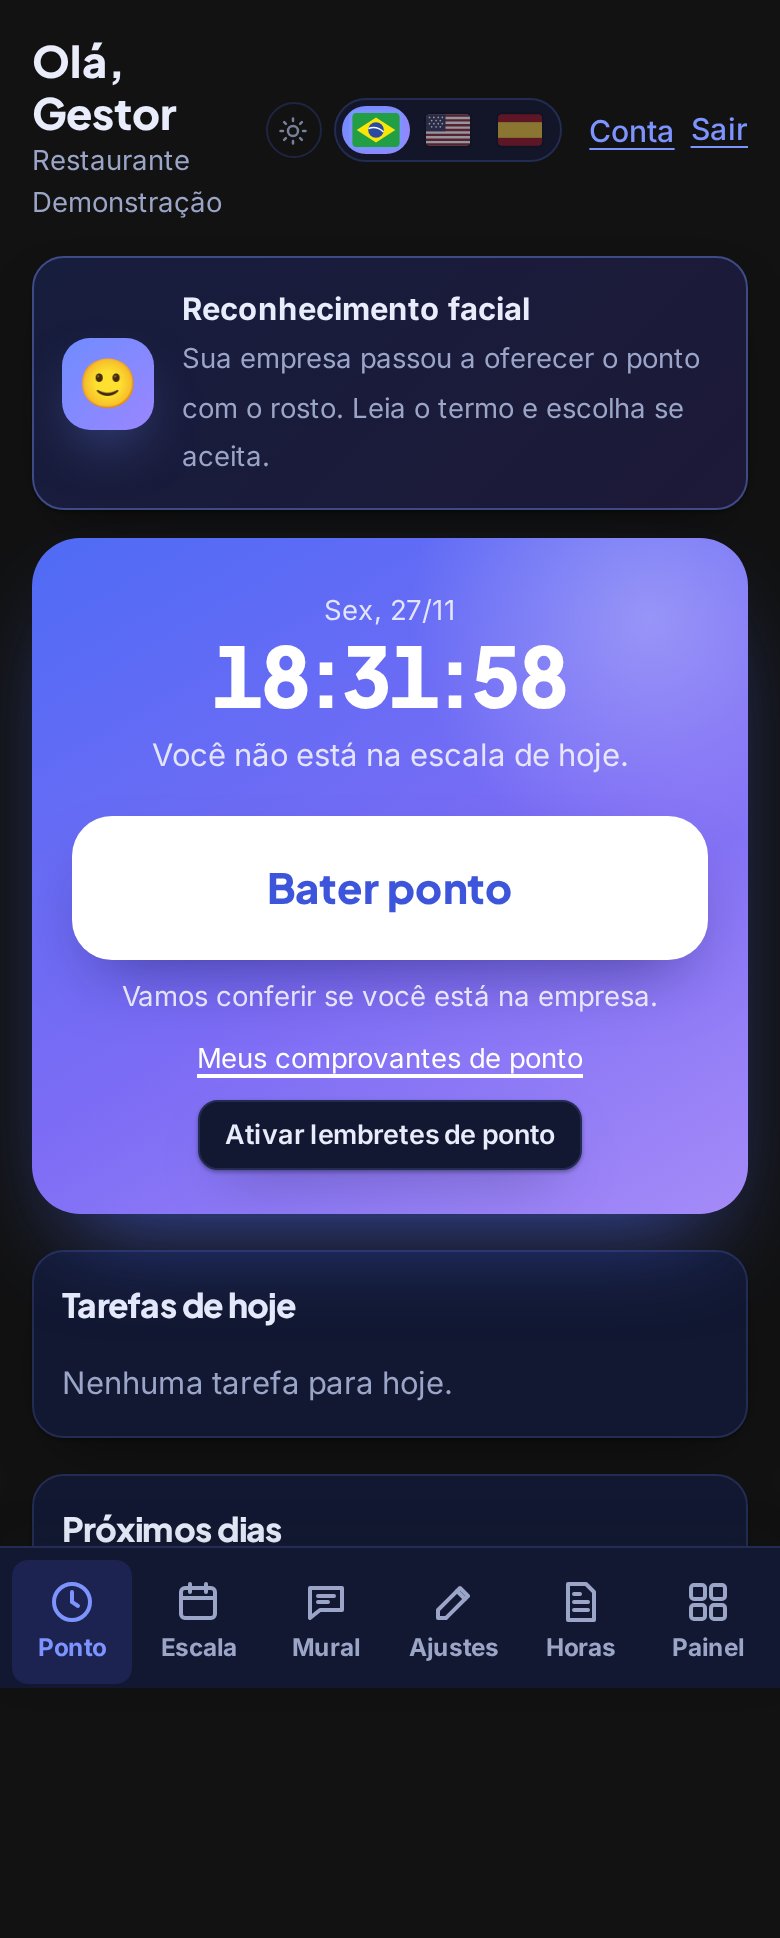 Olá,
Gestor
Restaurante
Demonstração
Conta
Sair
Reconhecimento facial
Sua empresa passou a oferecer o ponto
com o rosto. Leia o termo e escolha se
aceita.
Sex, 27/11
18:31:58
Você não está na escala de hoje.
Bater ponto
Vamos conferir se você está na empresa.
Meus comprovantes de ponto
Ativar lembretes de ponto
Tarefas de hoje
Nenhuma tarefa para hoje.
Próximos dias
Ponto
Escala
Mural
Ajustes
Horas
Painel